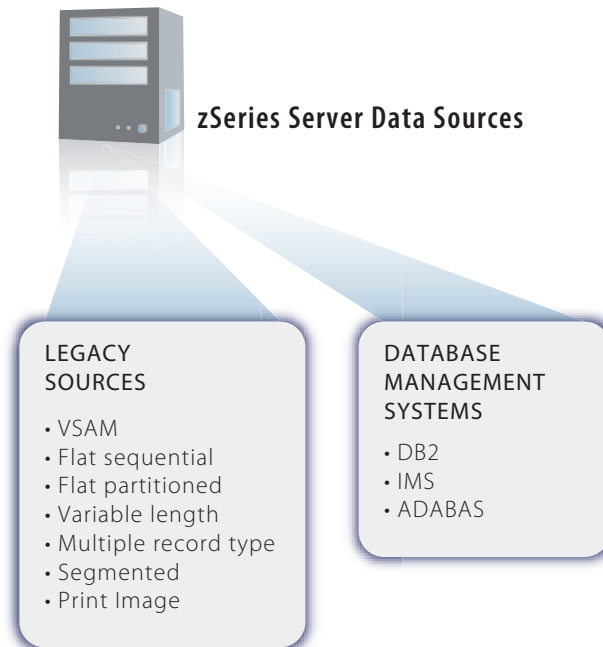 zSeries Server Data Sources
LEGACY
SOURCES
• VSAM
• Flat sequential
• Flat partitioned
• Variable length
• Multiple record type
• Segmented
• Print Image
DATABASE
MANAGEMENT
SYSTEMS
• DB2
• IMS
• ADABAS